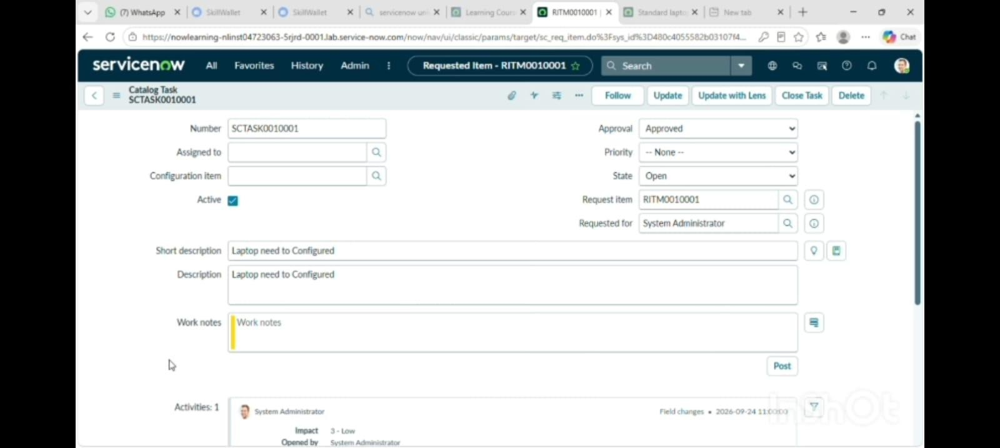 (7) WhatsApp
SkillWallet
SkillWallet
servicenow uni
Learning Cours
RITM0010001 |
Standard lapto
New tab
https://nowlearning-nlinst04723063-5rjrd-0001.lab.service-now.com/now/nav/ui/classic/params/target/sc_req_item.do%3Fsys_id%3D480c4055582b03107f4...
Chat
servicenow
All Favorites History Admin
Requested Item - RITM0010001
Search
Catalog Task
SCTASK0010001
Follow Update Update with Lens Close Task Delete
Number SCTASK0010001
Approval Approved
Assigned to
Priority -- None --
Configuration item
State Open
Active
Request item RITM0010001
Requested for System Administrator
Short description Laptop need to Configured
Description Laptop need to Configured
Work notes Work notes
Post
Activities: 1
System Administrator
Field changes • 2026-09-24 11:00:00
Impact 3 - Low
Opened by System Administrator
InShOt